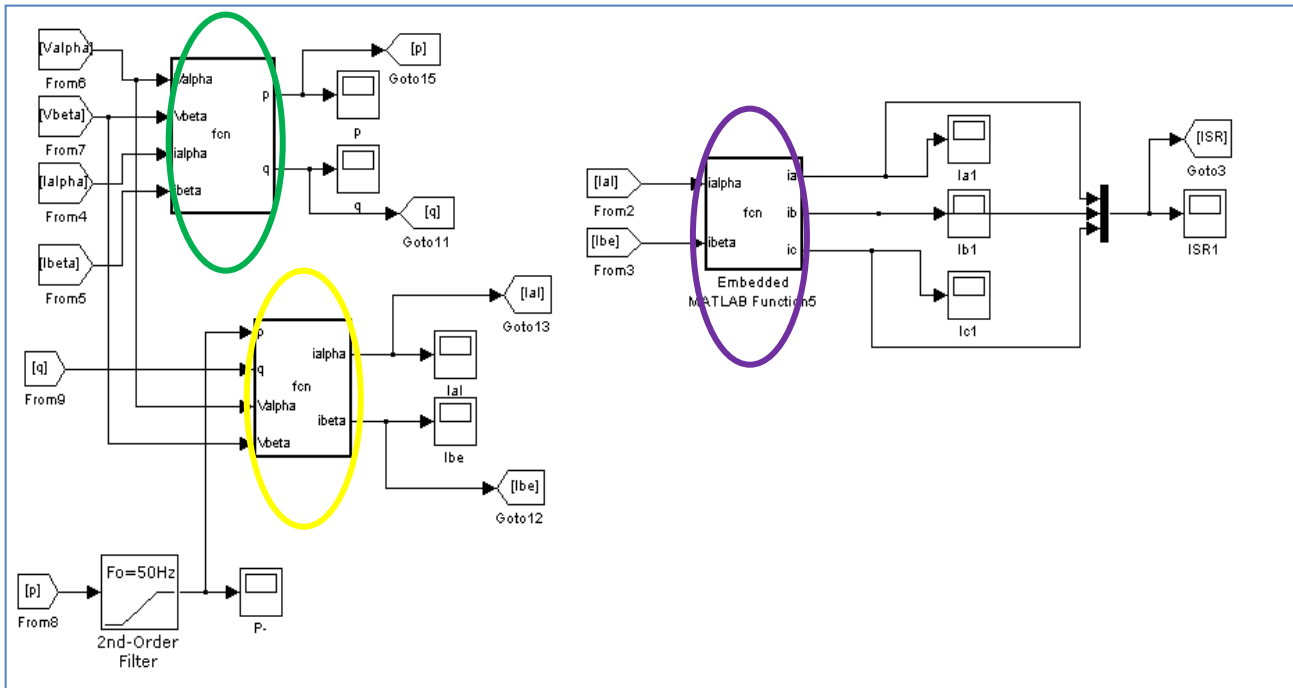 [Valpha]
From6
[Vbeta]
From7
[Ialpha]
From4
[Ibeta]
From5
Valpha
Vbeta
ialpha
ibeta
fcn
p
q
[p]
Goto15
p
q
[q]
Goto11
[q]
From9
p
q
Valpha
Vbeta
fcn
ialpha
ibeta
[Ial]
Goto13
Ial
Ibe
[Ibe]
Goto12
[p]
From8
Fo=50Hz
2nd-Order
Filter
P-
[Ial]
From2
[Ibe]
From3
ialpha
ibeta
fcn
ia
ib
ic
Embedded
MATLAB Function5
Ia1
Ib1
Ic1
[ISR]
Goto3
ISR1